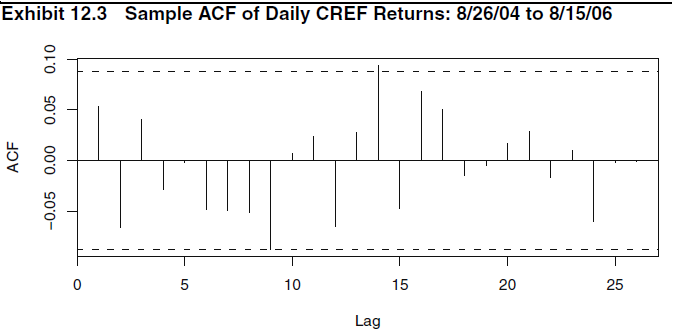 Exhibit 12.3 Sample ACF of Daily CREF Returns: 8/26/04 to 8/15/06
0.10
0.05
0.00
−0.05
ACF
0 5 10 15 20 25
Lag